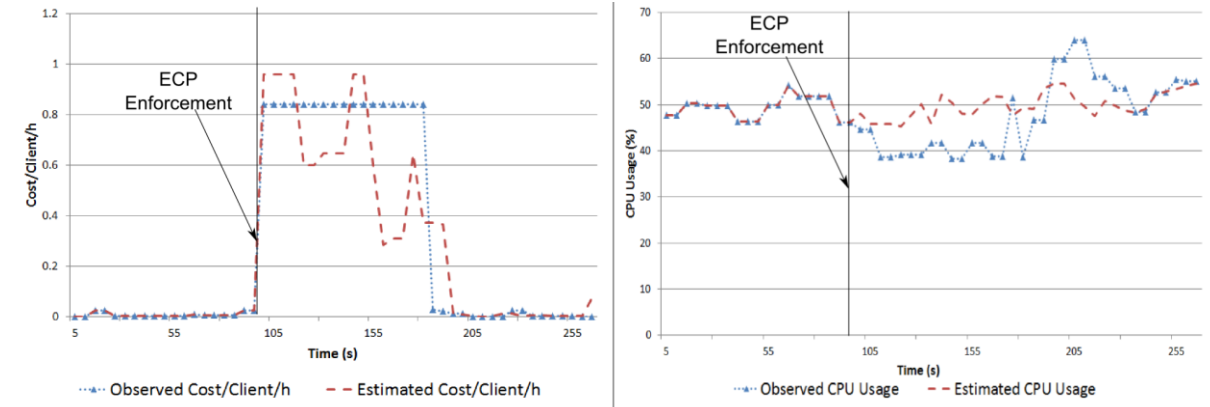 1.2
1
0.8
0.6
0.4
0.2
0
Cost/Client/h
ECP
Enforcement
5
55
105
155
205
255
Time (s)
Observed Cost/Client/h
Estimated Cost/Client/h
70
60
50
40
30
20
10
0
CPU Usage (%)
ECP
Enforcement
5
55
105
155
205
255
Time (s)
Observed CPU Usage
Estimated CPU Usage